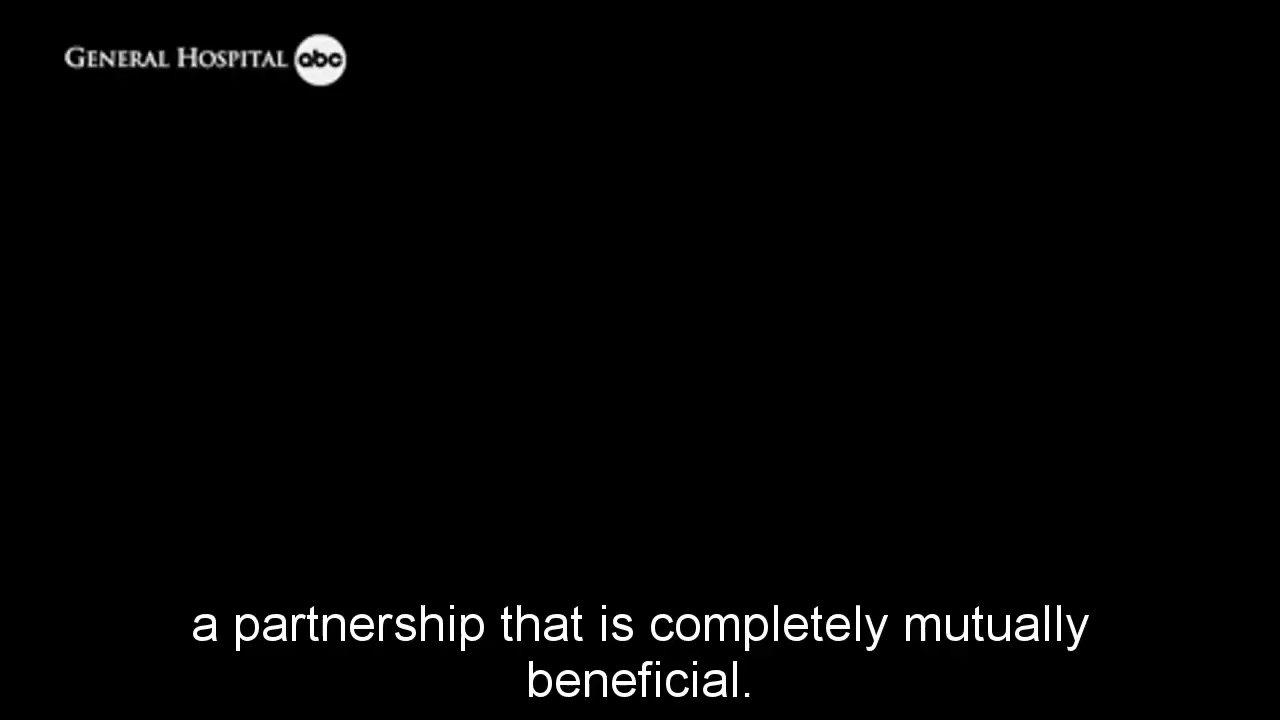 General Hospital abc
a partnership that is completely mutually
beneficial.